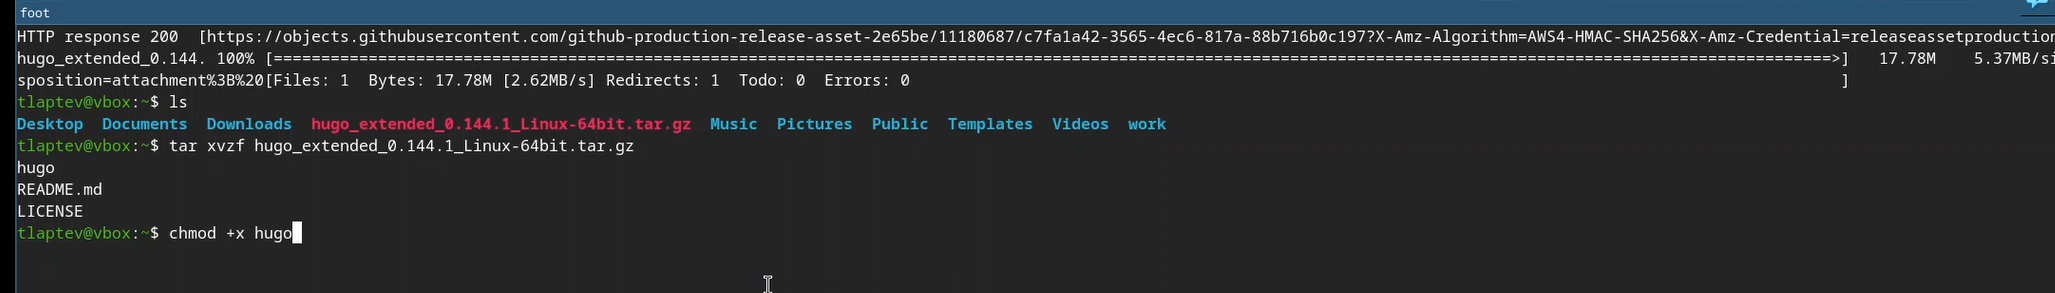 foot
HTTP response 200  [https://objects.githubusercontent.com/github-production-release-asset-2e65be/11180687/c7fa1a42-3565-4ec6-817a-88b716b0c197?X-Amz-Algorithm=AWS4-HMAC-SHA256&X-Amz-Credential=releaseassetproduction
hugo_extended_0.144. 100% [===================================================================================================================================================================>]   17.78M    5.37MB/s
sposition=attachment%3B%20[Files: 1  Bytes: 17.78M [2.62MB/s] Redirects: 1  Todo: 0  Errors: 0                                                                                                   ]
tlaptev@vbox:~$ ls
Desktop  Documents  Downloads  hugo_extended_0.144.1_Linux-64bit.tar.gz  Music  Pictures  Public  Templates  Videos  work
tlaptev@vbox:~$ tar xvzf hugo_extended_0.144.1_Linux-64bit.tar.gz
hugo
README.md
LICENSE
tlaptev@vbox:~$ chmod +x hugo